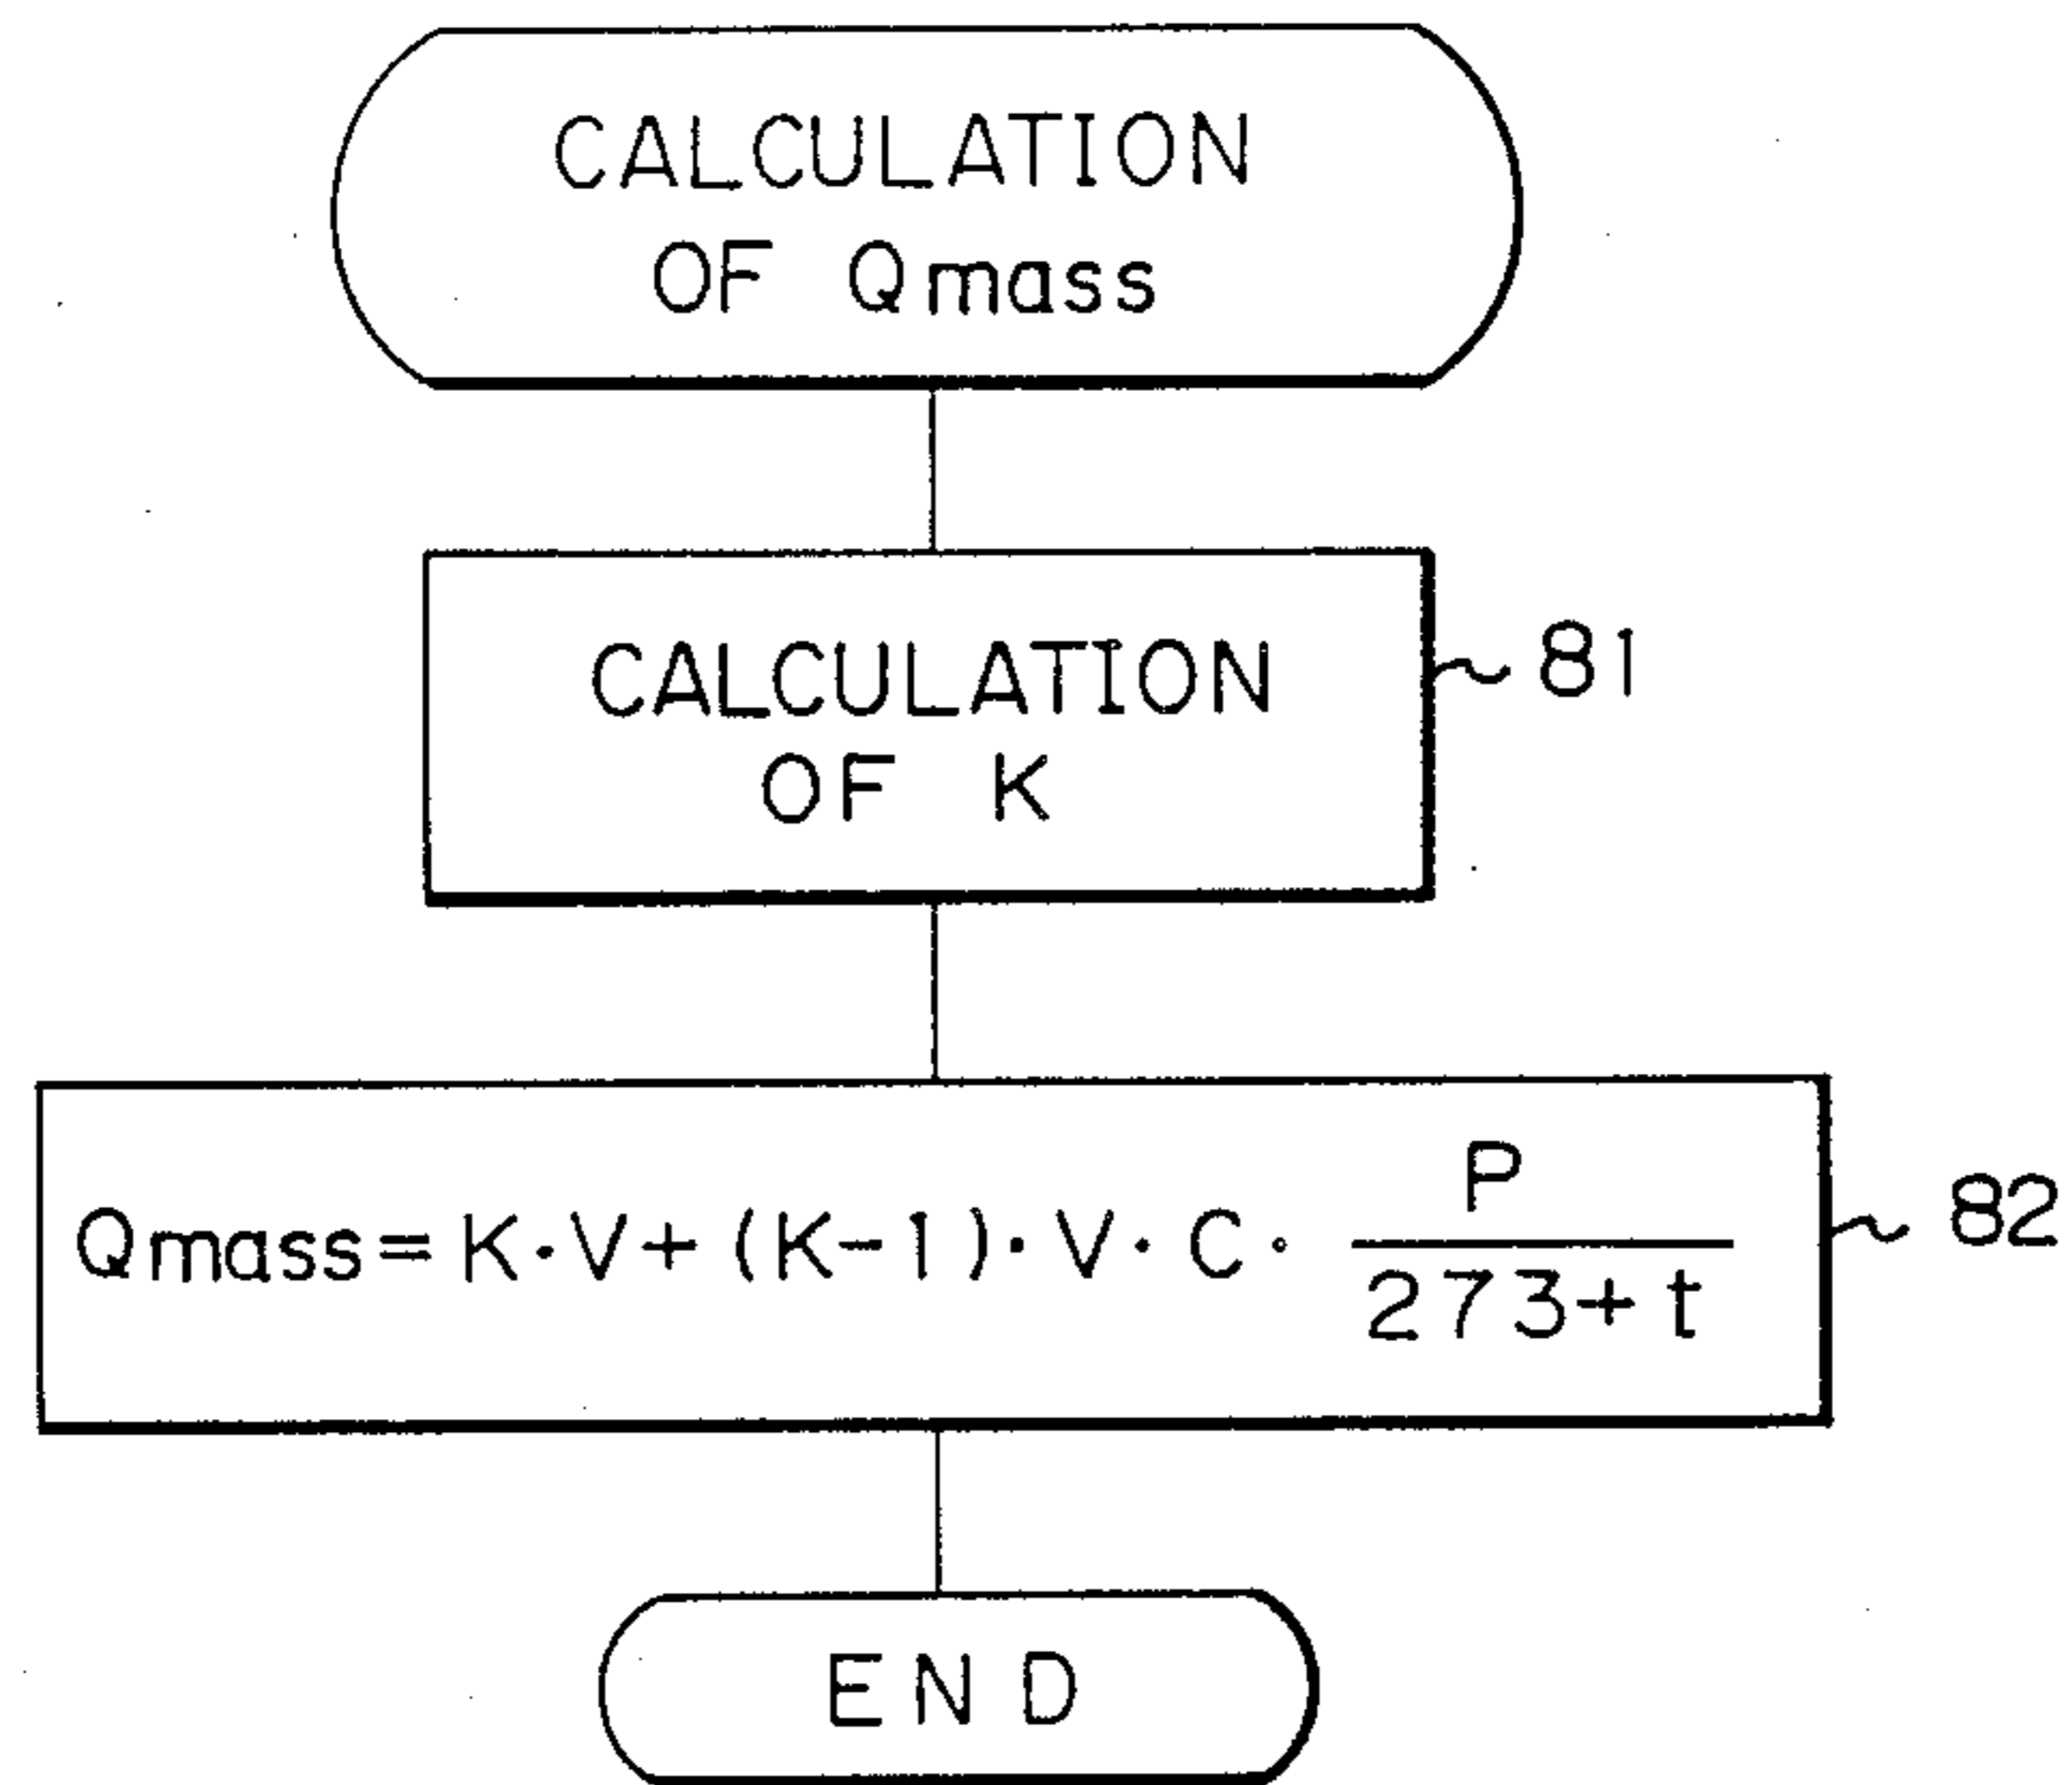 CALCULATION
OF Qmass
CALCULATION
OF K
81
Qmass=K·V+(K-1)·V·C·P/273+t
82
END